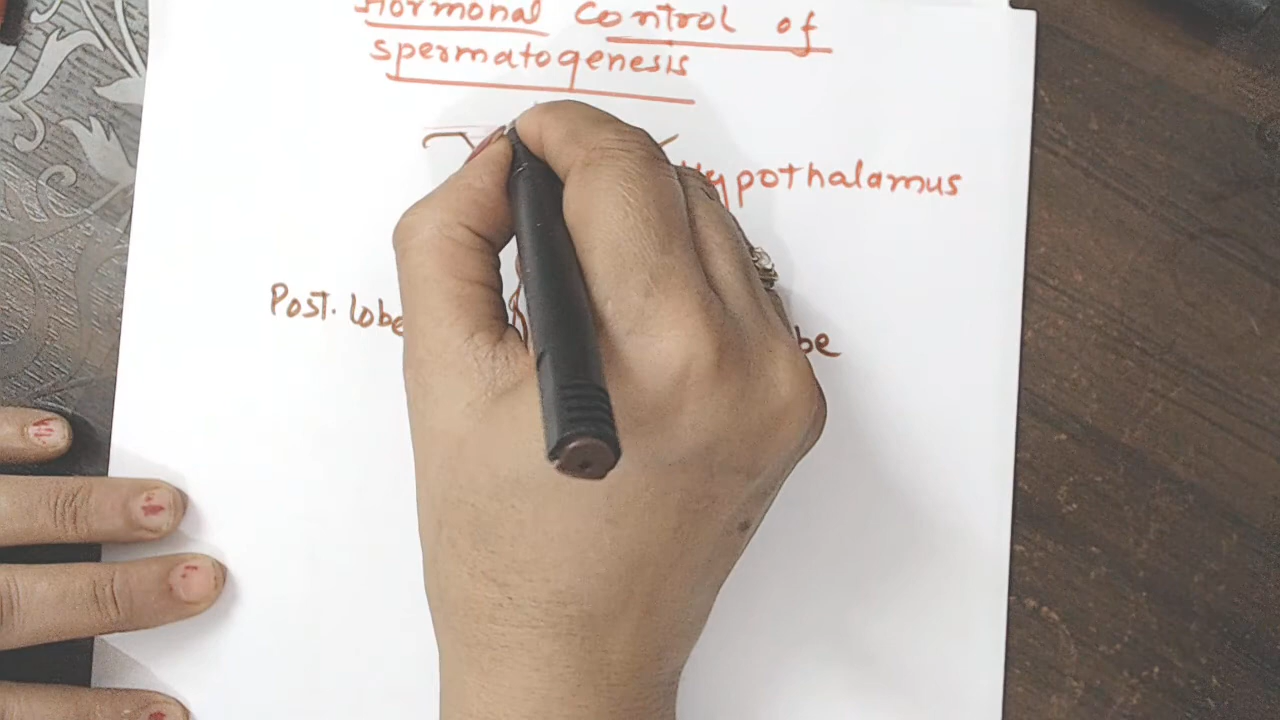 Hormonal Control of
spermatogenesis
Hypothalamus
Post. lobe